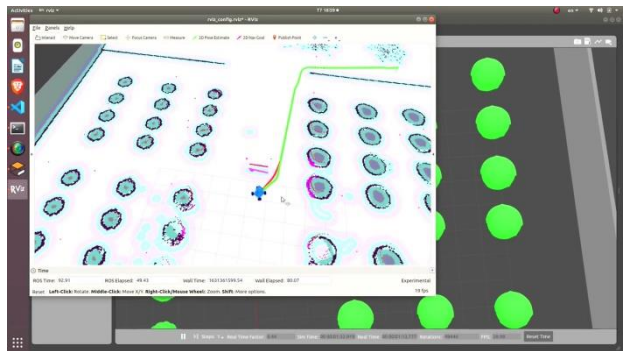 Activities
rviz
rviz_config.rviz* - RViz
File Panels Help
Interact Move Camera Select Focus Camera Measure 2D Pose Estimate 2D Nav Goal Publish Point
Time
ROS Time: ROS Elapsed: 49.43 Wall Time: Wall Elapsed: Experimental
Reset Left-Click: Rotate. Middle-Click: Move X/Y. Right-Click/Mouse Wheel: Zoom. Shift: More options.
RViz
Real Time Factor: Sim Time: Real Time: Iterations: FPS: Reset Time